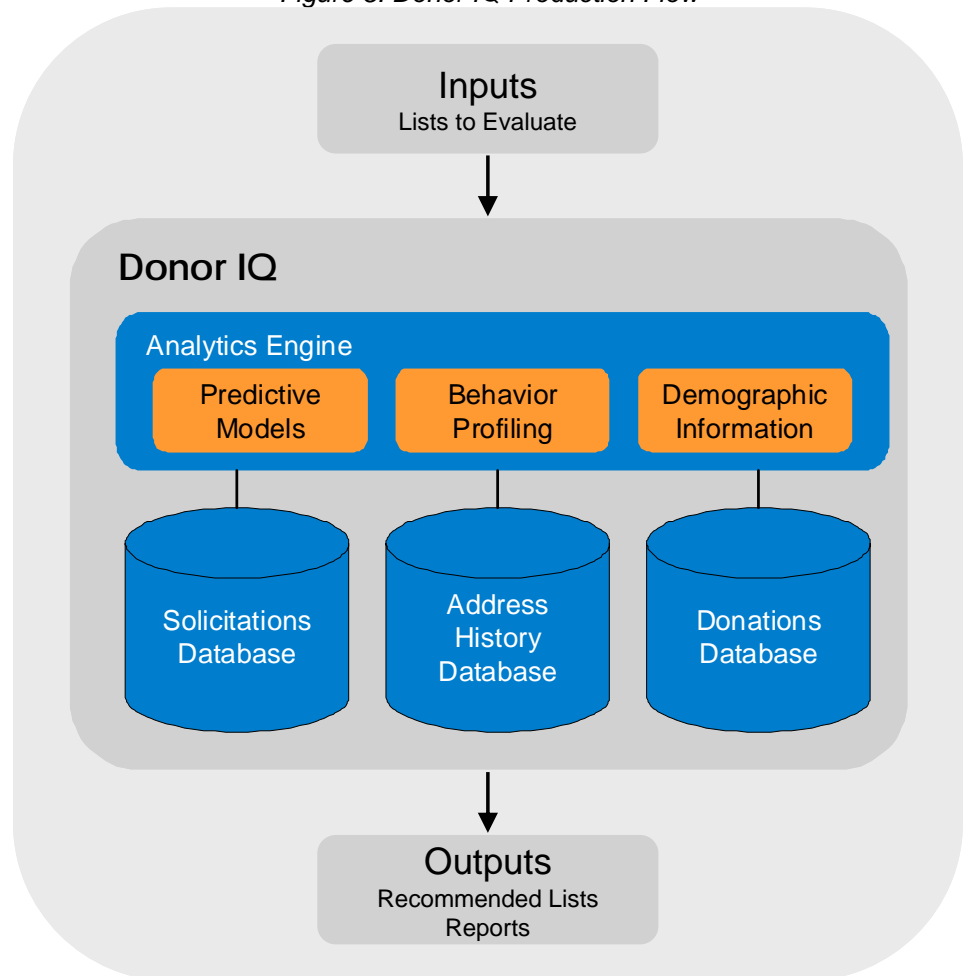 Inputs
Lists to Evaluate
Donor IQ
Analytics Engine
Predictive
Models
Behavior
Profiling
Demographic
Information
Solicitations
Database
Address
History
Database
Donations
Database
Outputs
Recommended Lists
Reports